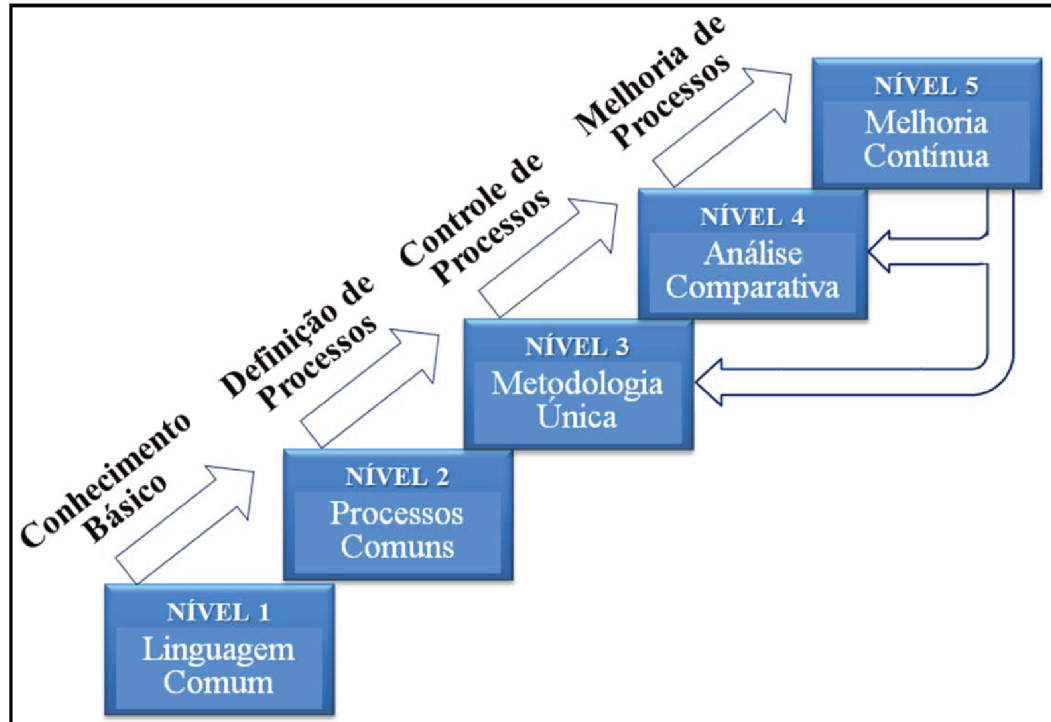 Melhoria de
Processos
NÍVEL 5
Melhoria
Contínua
Controle de
Processos
NÍVEL 4
Análise
Comparativa
Definição de
Processos
NÍVEL 3
Metodologia
Única
Conhecimento
Básico
NÍVEL 2
Processos
Comuns
NÍVEL 1
Linguagem
Comum